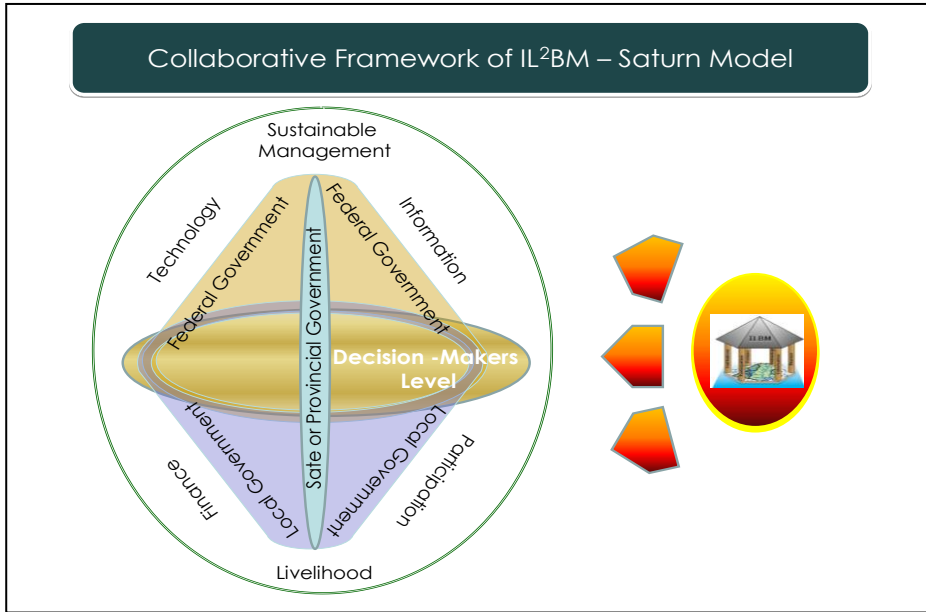 Collaborative Framework of IL²BM – Saturn Model
Sustainable
Management
Technology
Information
Federal Government
Federal Government
Sate or Provincial Government
Decision -Makers
Level
Local Government
Local Government
Finance
Participation
Livelihood